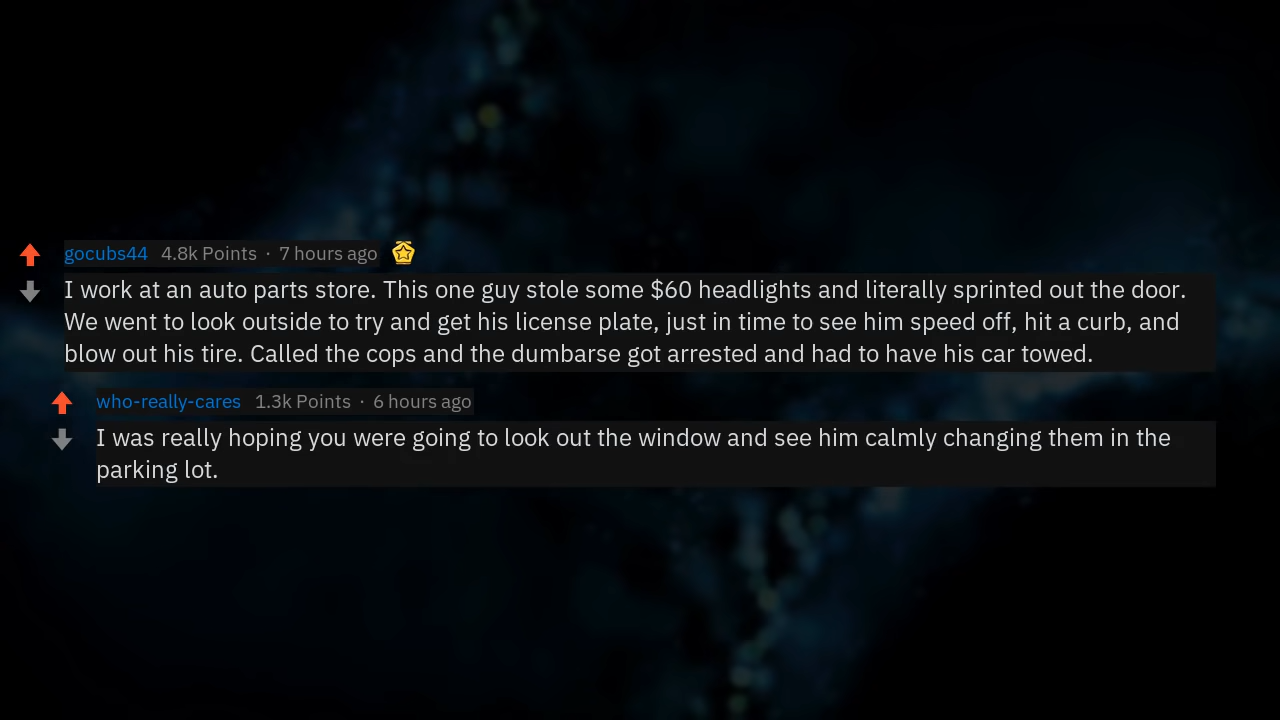 gocubs44 4.8k Points · 7 hours ago
I work at an auto parts store. This one guy stole some $60 headlights and literally sprinted out the door.
We went to look outside to try and get his license plate, just in time to see him speed off, hit a curb, and
blow out his tire. Called the cops and the dumbarse got arrested and had to have his car towed.
who-really-cares 1.3k Points · 6 hours ago
I was really hoping you were going to look out the window and see him calmly changing them in the
parking lot.